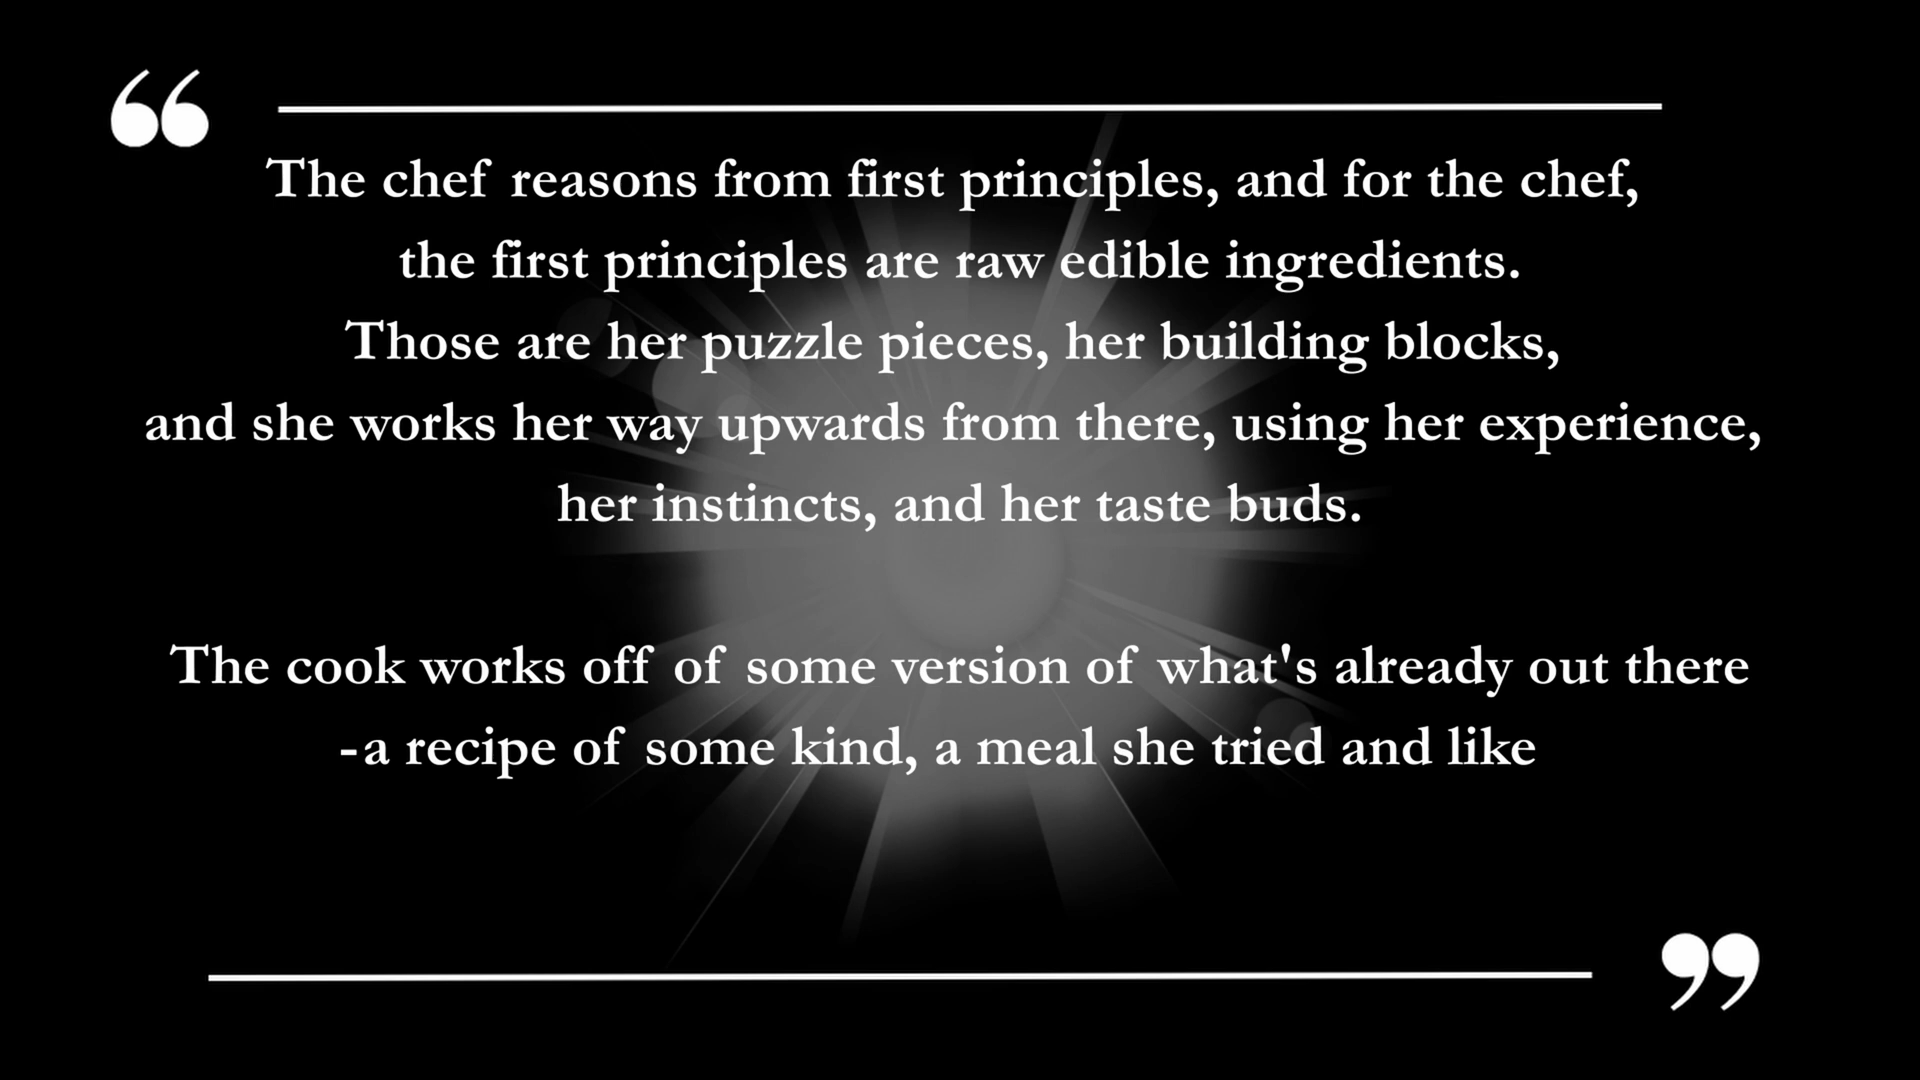 “
The chef reasons from first principles, and for the chef,
the first principles are raw edible ingredients.
Those are her puzzle pieces, her building blocks,
and she works her way upwards from there, using her experience,
her instincts, and her taste buds.
The cook works off of some version of what's already out there
-a recipe of some kind, a meal she tried and like
”